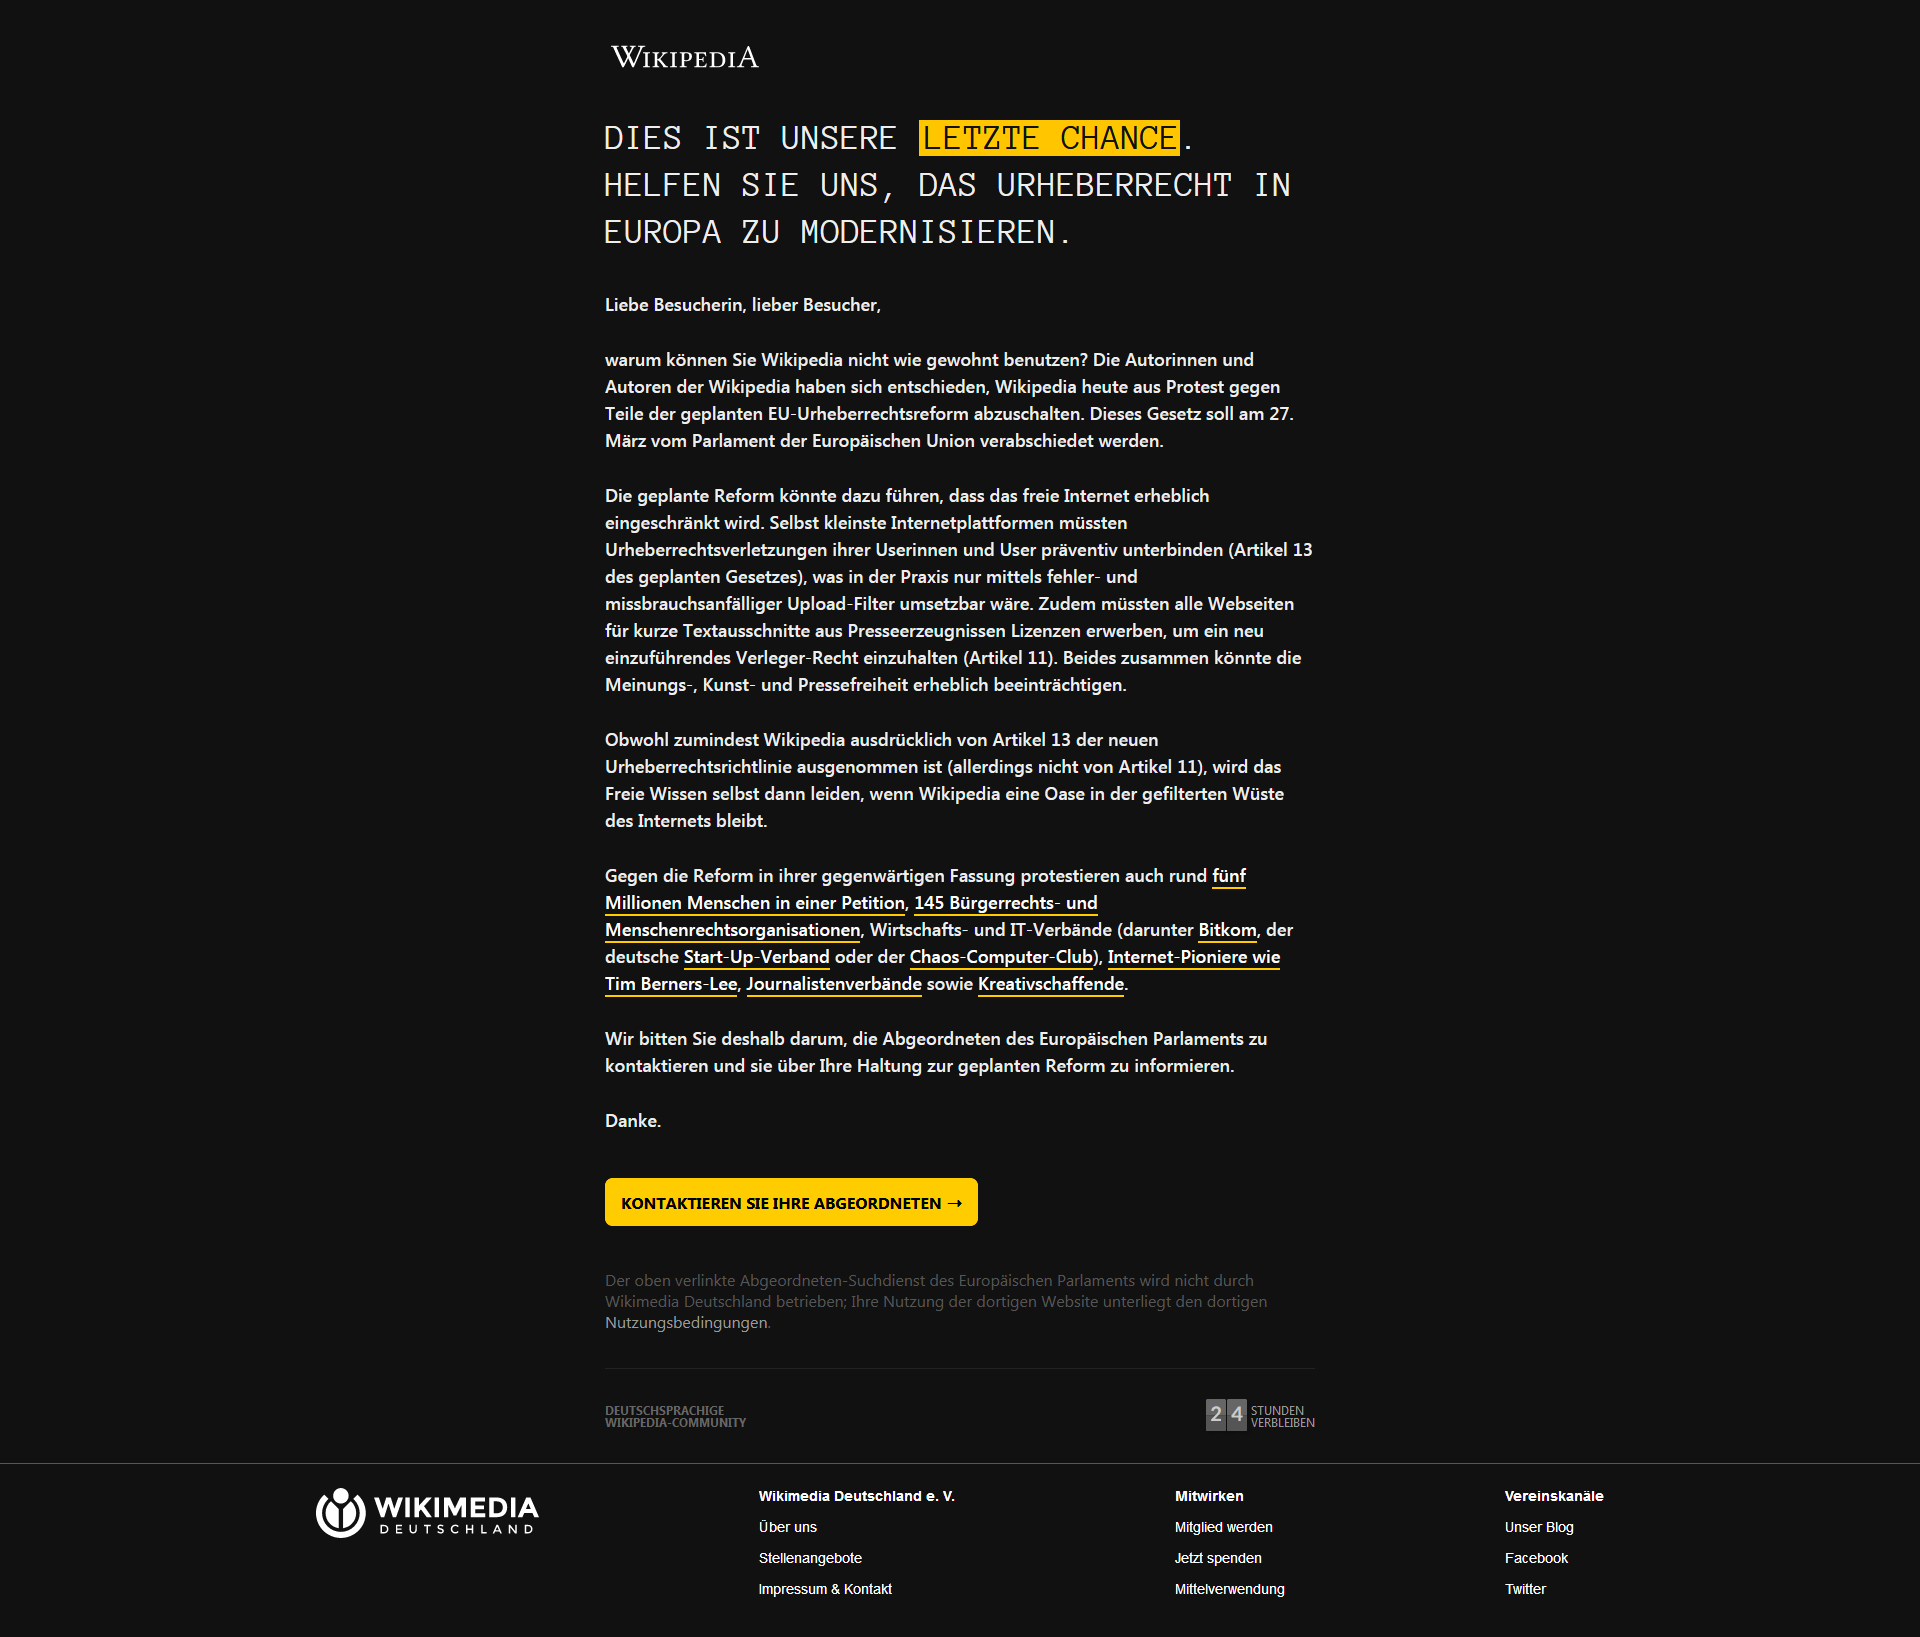 WIKIPEDIA
DIES IST UNSERE LETZTE CHANCE.
HELFEN SIE UNS, DAS URHEBERRECHT IN
EUROPA ZU MODERNISIEREN.
Liebe Besucherin, lieber Besucher,
warum können Sie Wikipedia nicht wie gewohnt benutzen? Die Autorinnen und
Autoren der Wikipedia haben sich entschieden, Wikipedia heute aus Protest gegen
Teile der geplanten EU-Urheberrechtsreform abzuschalten. Dieses Gesetz soll am 27.
März vom Parlament der Europäischen Union verabschiedet werden.
Die geplante Reform könnte dazu führen, dass das freie Internet erheblich
eingeschränkt wird. Selbst kleinste Internetplattformen müssten
Urheberrechtsverletzungen ihrer Userinnen und User präventiv unterbinden (Artikel 13
des geplanten Gesetzes), was in der Praxis nur mittels fehler- und
missbrauchsanfälliger Upload-Filter umsetzbar wäre. Zudem müssten alle Webseiten
für kurze Textausschnitte aus Presseerzeugnissen Lizenzen erwerben, um ein neu
einzuführendes Verleger-Recht einzuhalten (Artikel 11). Beides zusammen könnte die
Meinungs-, Kunst- und Pressefreiheit erheblich beeinträchtigen.
Obwohl zumindest Wikipedia ausdrücklich von Artikel 13 der neuen
Urheberrechtsrichtlinie ausgenommen ist (allerdings nicht von Artikel 11), wird das
Freie Wissen selbst dann leiden, wenn Wikipedia eine Oase in der gefilterten Wüste
des Internets bleibt.
Gegen die Reform in ihrer gegenwärtigen Fassung protestieren auch rund fünf
Millionen Menschen in einer Petition, 145 Bürgerrechts- und
Menschenrechtsorganisationen, Wirtschafts- und IT-Verbände (darunter Bitkom, der
deutsche Start-Up-Verband oder der Chaos-Computer-Club), Internet-Pioniere wie
Tim Berners-Lee, Journalistenverbände sowie Kreativschaffende.
Wir bitten Sie deshalb darum, die Abgeordneten des Europäischen Parlaments zu
kontaktieren und sie über Ihre Haltung zur geplanten Reform zu informieren.
Danke.
KONTAKTIEREN SIE IHRE ABGEORDNETEN →
Der oben verlinkte Abgeordneten-Suchdienst des Europäischen Parlaments wird nicht durch
Wikimedia Deutschland betrieben; Ihre Nutzung der dortigen Website unterliegt den dortigen
Nutzungsbedingungen.
DEUTSCHSPRACHIGE
WIKIPEDIA-COMMUNITY
24 STUNDEN
VERBLEIBEN
WIKIMEDIA
DEUTSCHLAND
Wikimedia Deutschland e. V.
Über uns
Stellenangebote
Impressum & Kontakt
Mitwirken
Mitglied werden
Jetzt spenden
Mittelverwendung
Vereinskanäle
Unser Blog
Facebook
Twitter